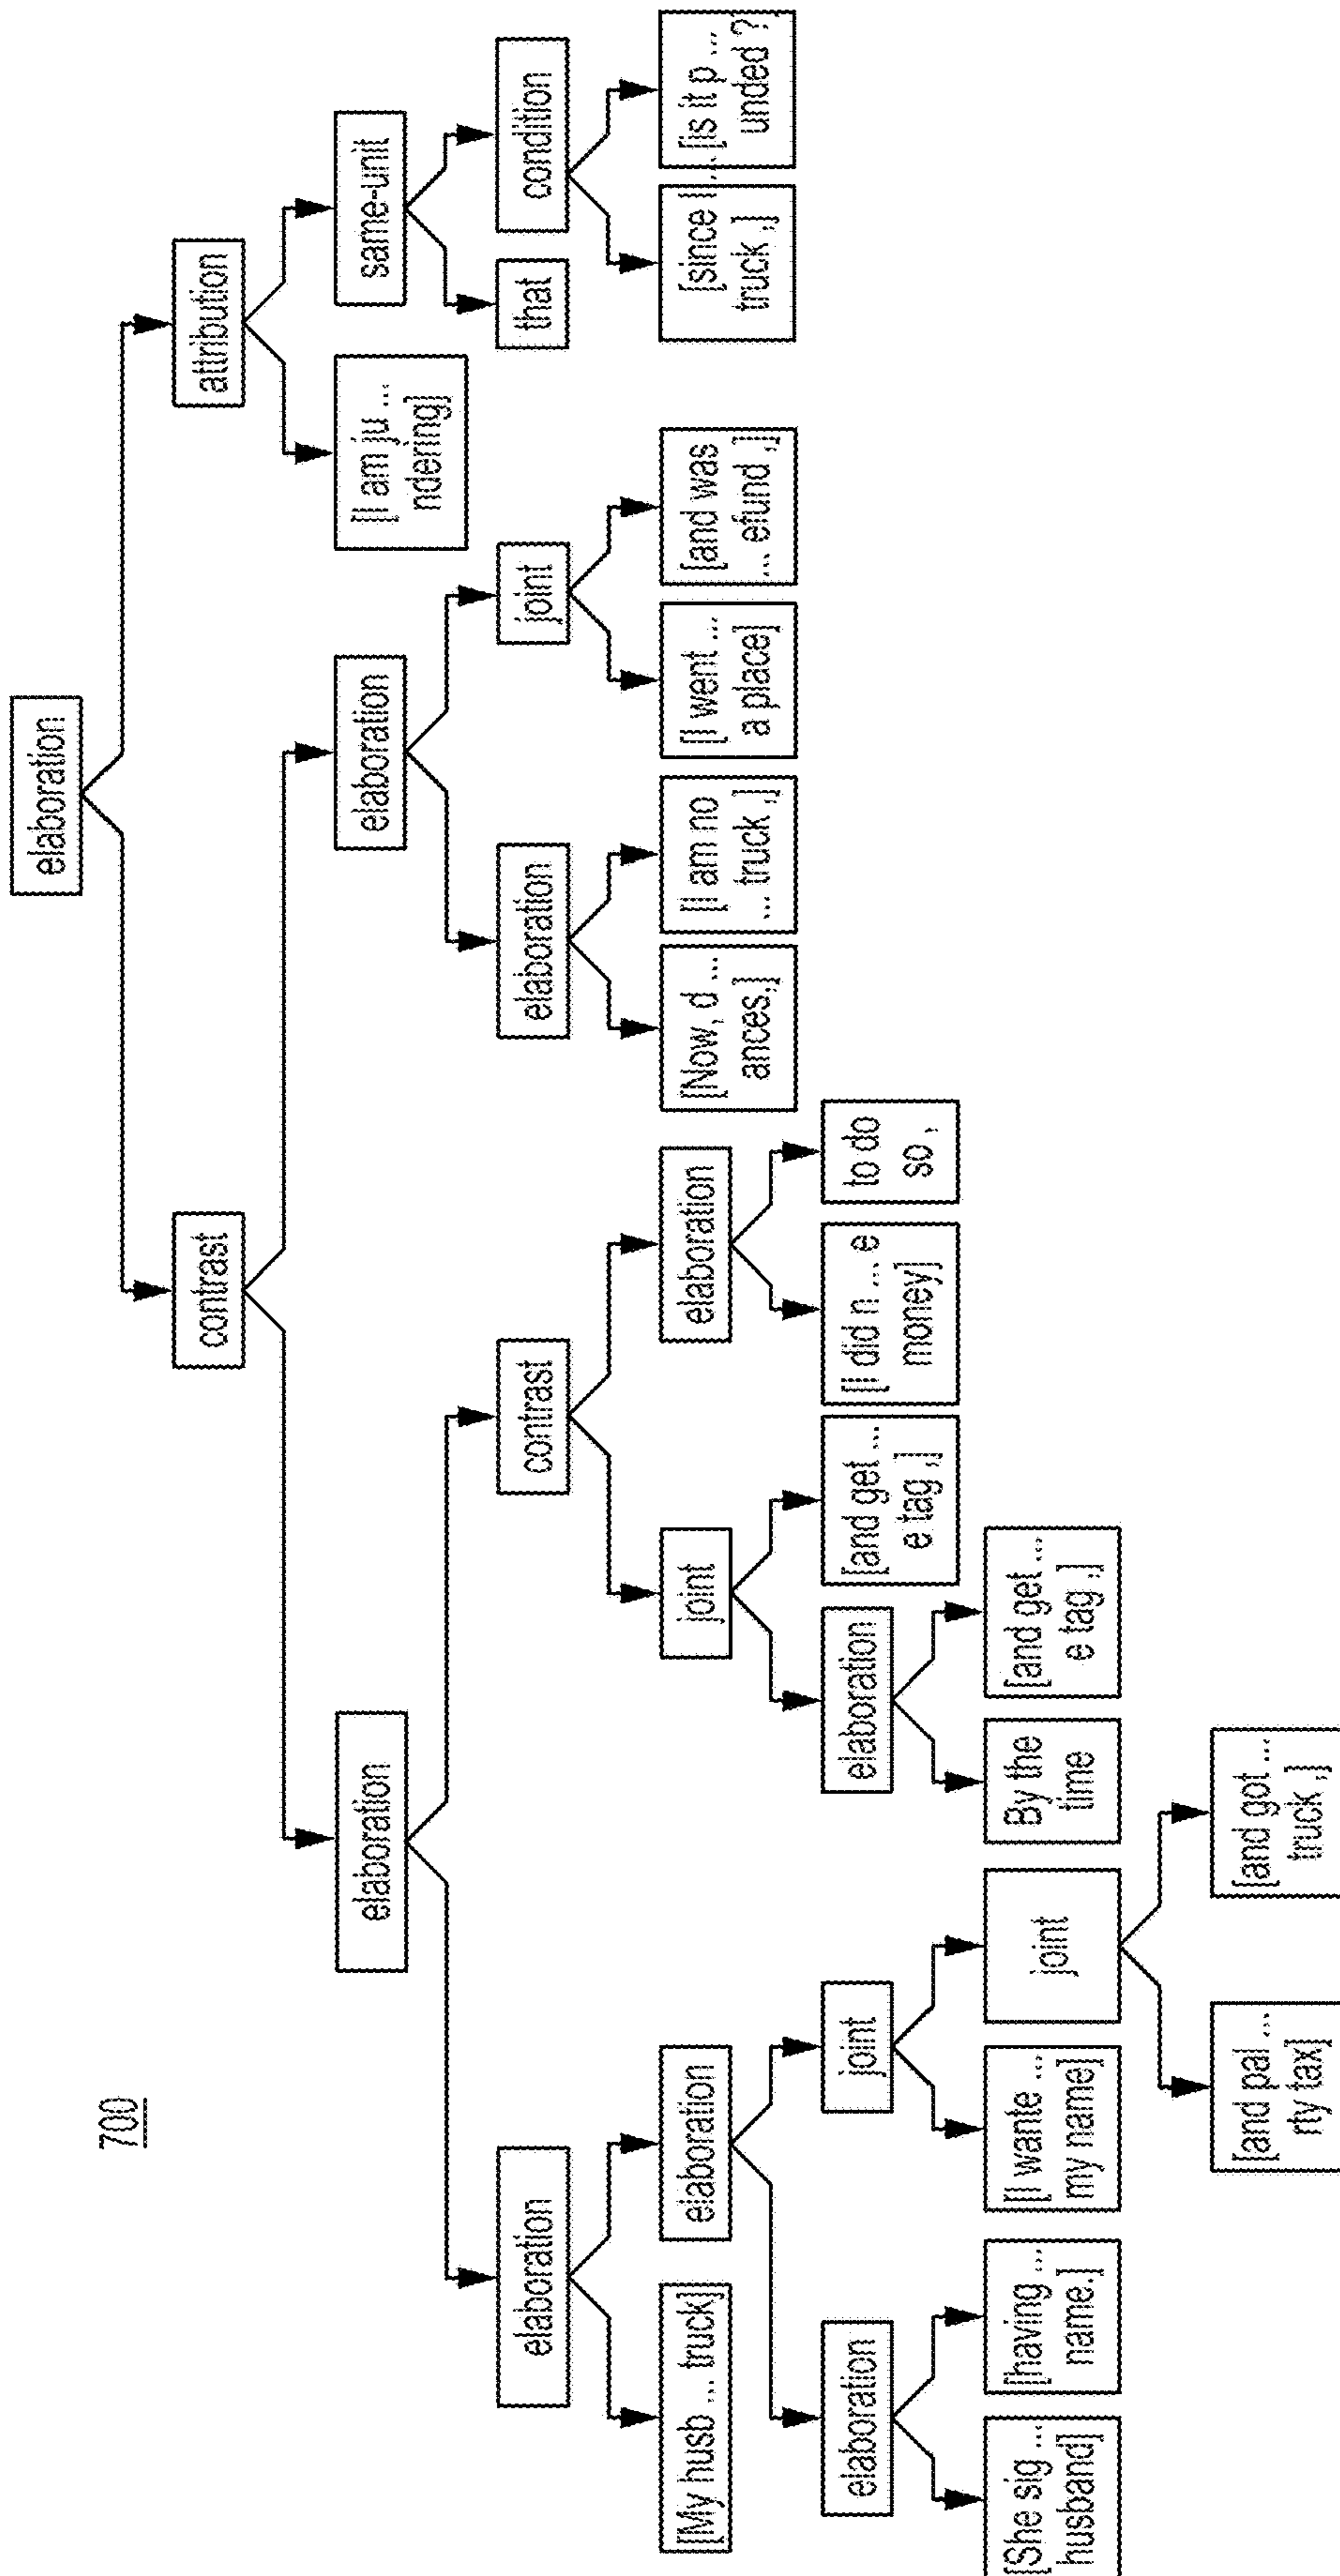 700
elaboration
contrast
attribution
elaboration
elaboration
[I am ju ...
ndering]
same-unit
elaboration
contrast
elaboration
joint
that
condition
[My husb ... truck]
elaboration
joint
elaboration
[Now, d ...
ances,]
[I am no
... truck ,]
[I went ...
a place]
[and was
... efund ,]
[since I ...
truck ,]
[is it p ...
unded ?]
elaboration
joint
elaboration
[and get ...
e tag ,]
[I did n ... e
money]
to do
so ,
[She sig ...
husband]
[having ...
name.]
[I wante ...
my name]
joint
By the
time
[and get ...
e tag ,]
[and pal ...
rty tax]
[and got ...
truck ,]